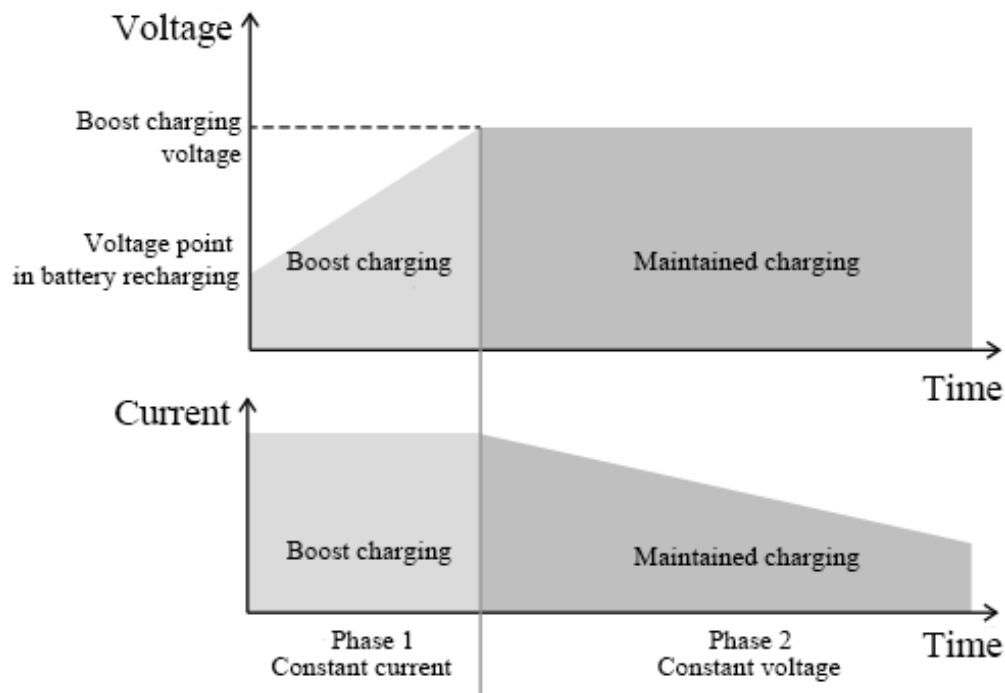 Voltage
Boost charging
voltage
Voltage point
in battery recharging
Boost charging
Maintained charging
Time
Current
Boost charging
Maintained charging
Time
Phase 1
Constant current
Phase 2
Constant voltage